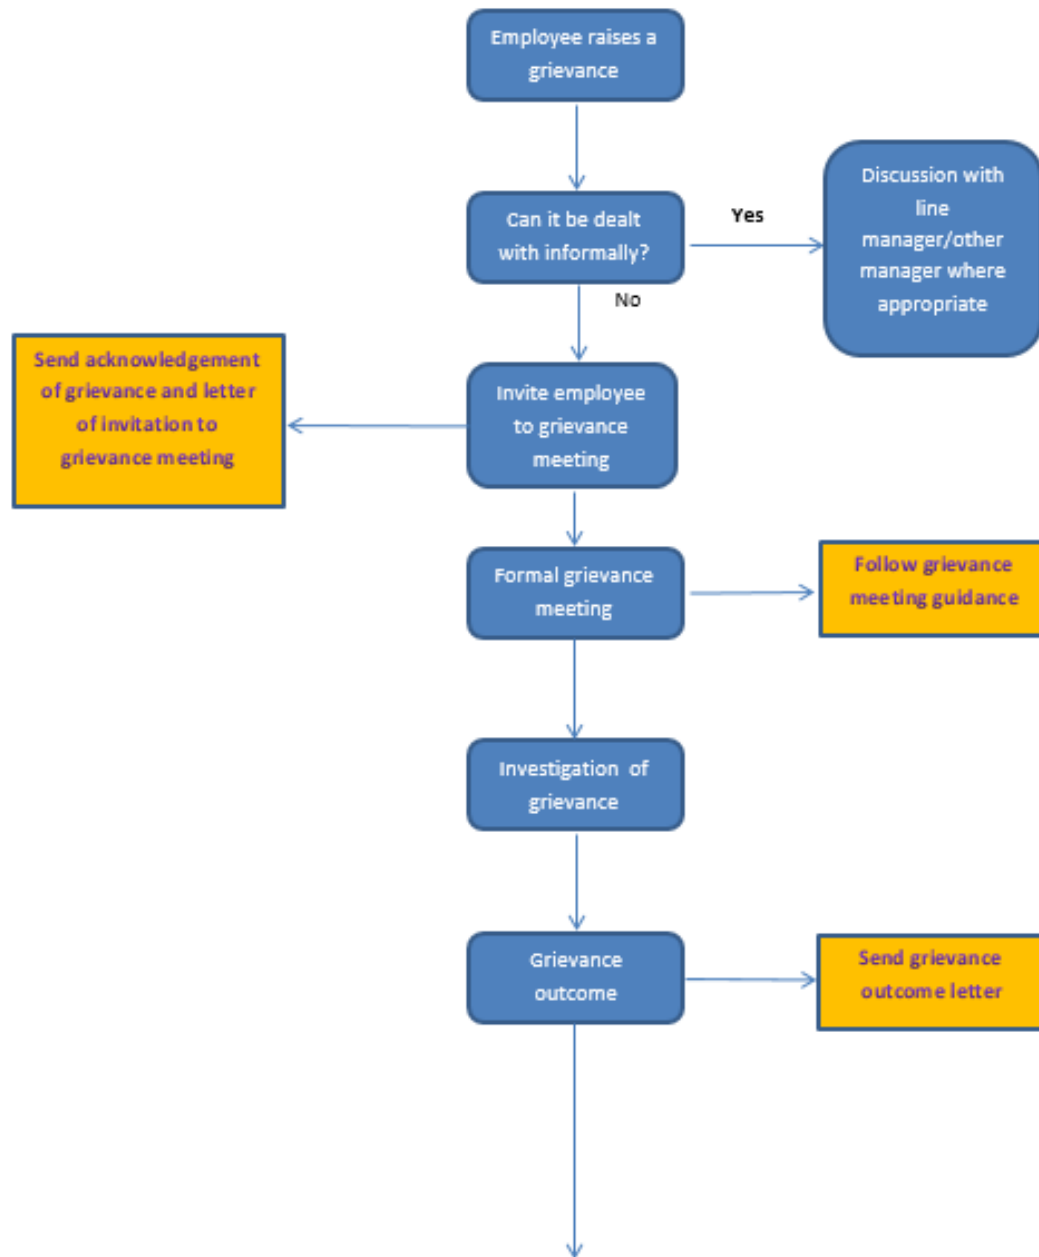 Employee raises a
grievance
Can it be dealt
with informally?
Yes
Discussion with
line
manager/other
manager where
appropriate
No
Send acknowledgement
of grievance and letter
of invitation to
grievance meeting
Invite employee
to grievance
meeting
Formal grievance
meeting
Follow grievance
meeting guidance
Investigation of
grievance
Grievance
outcome
Send grievance
outcome letter